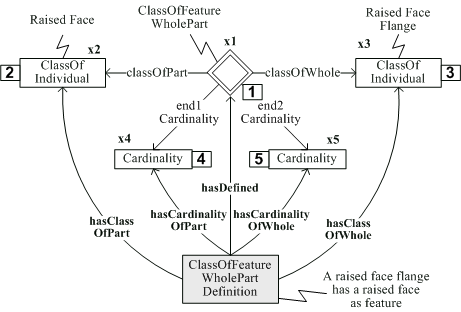 Raised Face
ClassOfFeature
WholePart
Raised Face
Flange
x2
x1
x3
2
ClassOf
Individual
classOfPart
classOfWhole
ClassOf
Individual
3
1
end1
Cardinality
end2
Cardinality
x4
x5
Cardinality
4
5
Cardinality
hasDefined
hasClass
OfPart
hasCardinality
OfPart
hasCardinality
OfWhole
hasClass
OfWhole
ClassOfFeature
WholePart
Definition
A raised face flange
has a raised face
as feature